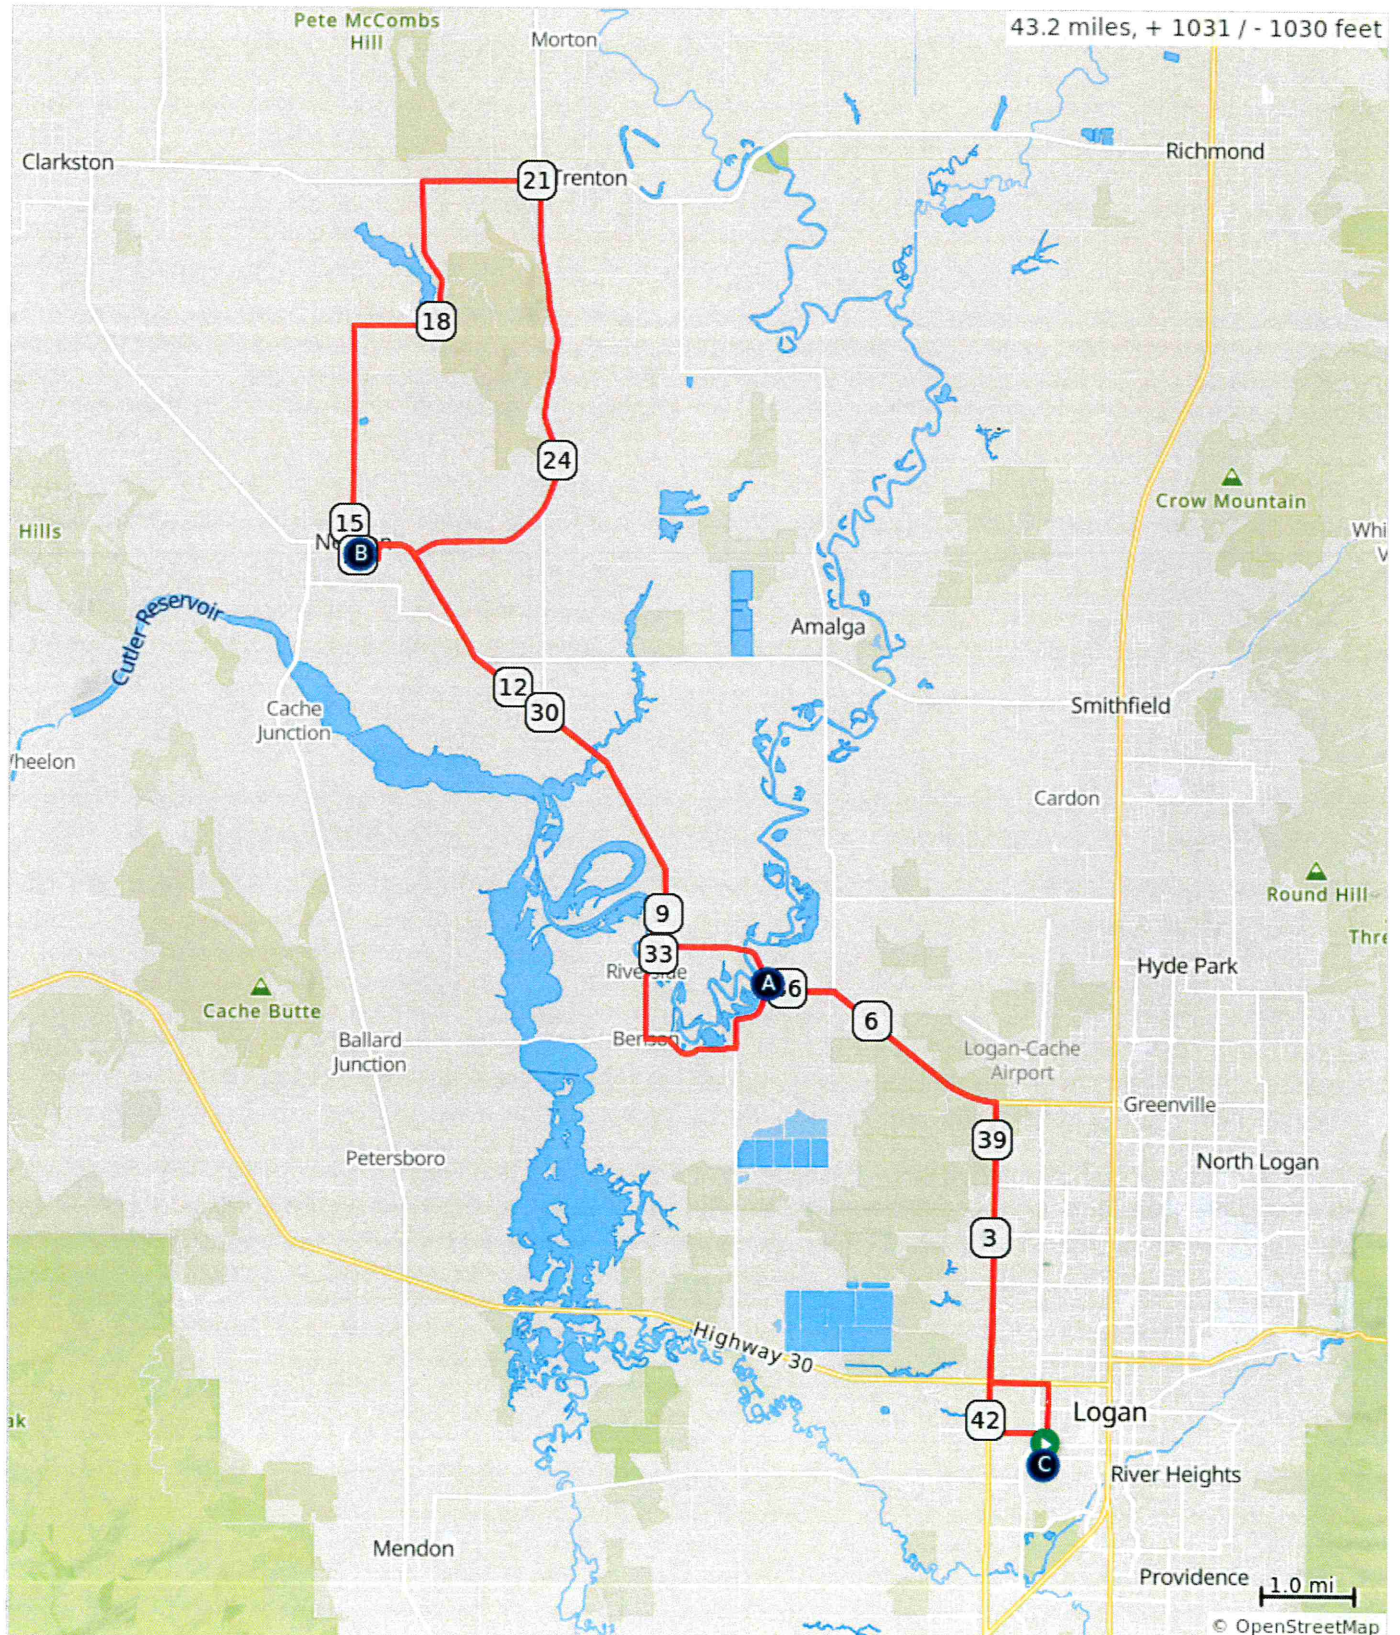 Pete McCombs
Hill
Morton
43.2 miles, + 1031 / - 1030 feet
Clarkston
Richmond
21
Trenton
18
24
Crow Mountain
15
Hills
B
Cutler Reservoir
Amalga
12
30
Smithfield
Cache
Junction
Cardon
Round Hill
9
33
Hyde Park
A
6
Cache Butte
Ballard
Junction
Benson
Logan-Cache
Airport
Greenville
39
Petersboro
North Logan
3
Highway 30
42
Logan
C
River Heights
Mendon
Providence
1.0 mi
© OpenStreetMap